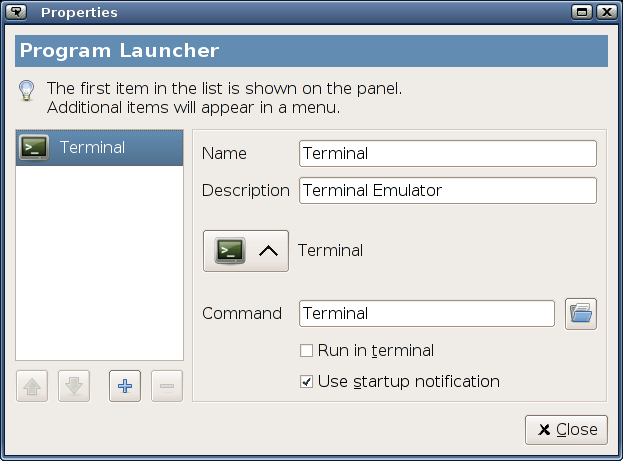 Properties
Program Launcher
The first item in the list is shown on the panel.
Additional items will appear in a menu.
Terminal
Name
Terminal
Description
Terminal Emulator
>_
Terminal
Command
Terminal
Run in terminal
Use startup notification
Close